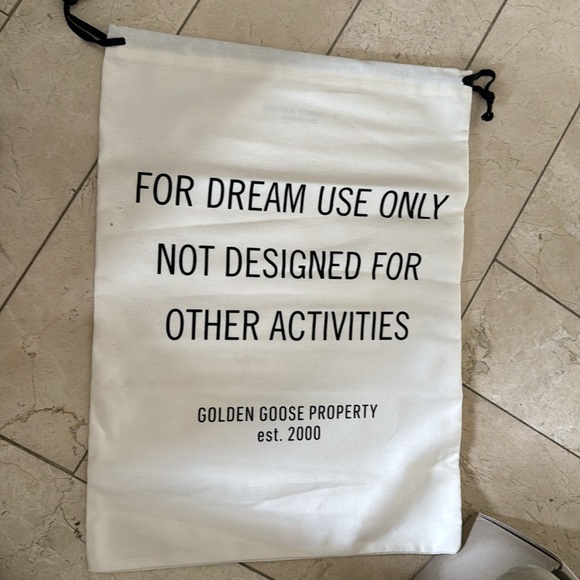 FOR DREAM USE ONLY
NOT DESIGNED FOR
OTHER ACTIVITIES
GOLDEN GOOSE PROPERTY
est. 2000